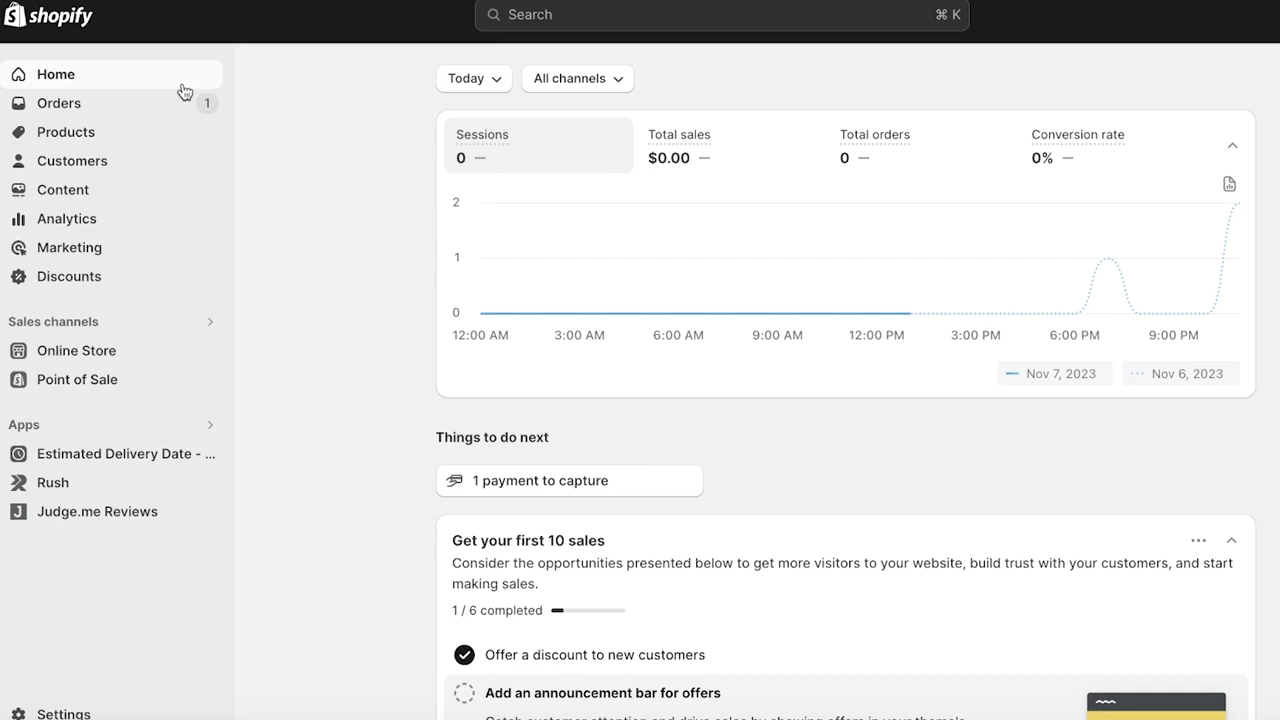 shopify
Search
⌘ K
Home
Orders
1
Products
Customers
Content
Analytics
Marketing
Discounts
Sales channels
Online Store
Point of Sale
Apps
Estimated Delivery Date - ...
Rush
Judge.me Reviews
Settings
Today
All channels
Sessions
0 —
Total sales
$0.00 —
Total orders
0 —
Conversion rate
0% —
2
1
0
12:00 AM 3:00 AM 6:00 AM 9:00 AM 12:00 PM 3:00 PM 6:00 PM 9:00 PM
Nov 7, 2023 Nov 6, 2023
Things to do next
1 payment to capture
Get your first 10 sales
Consider the opportunities presented below to get more visitors to your website, build trust with your customers, and start
making sales.
1 / 6 completed
Offer a discount to new customers
Add an announcement bar for offers